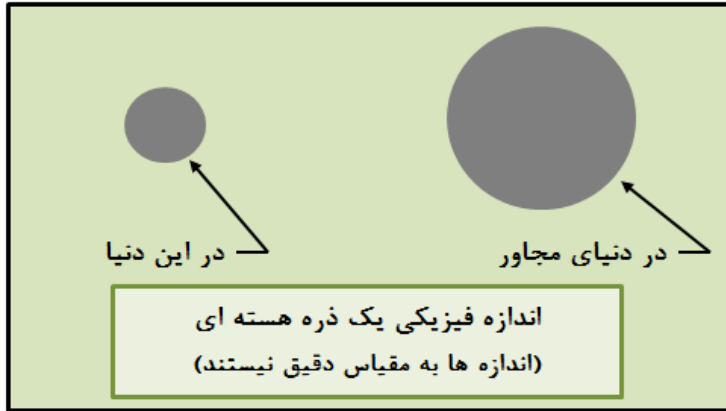 در دنیای مجاور
در این دنیا
اندازه فیزیکی یک ذره هسته ای
(اندازه ها به مقیاس دقیق نیستند)